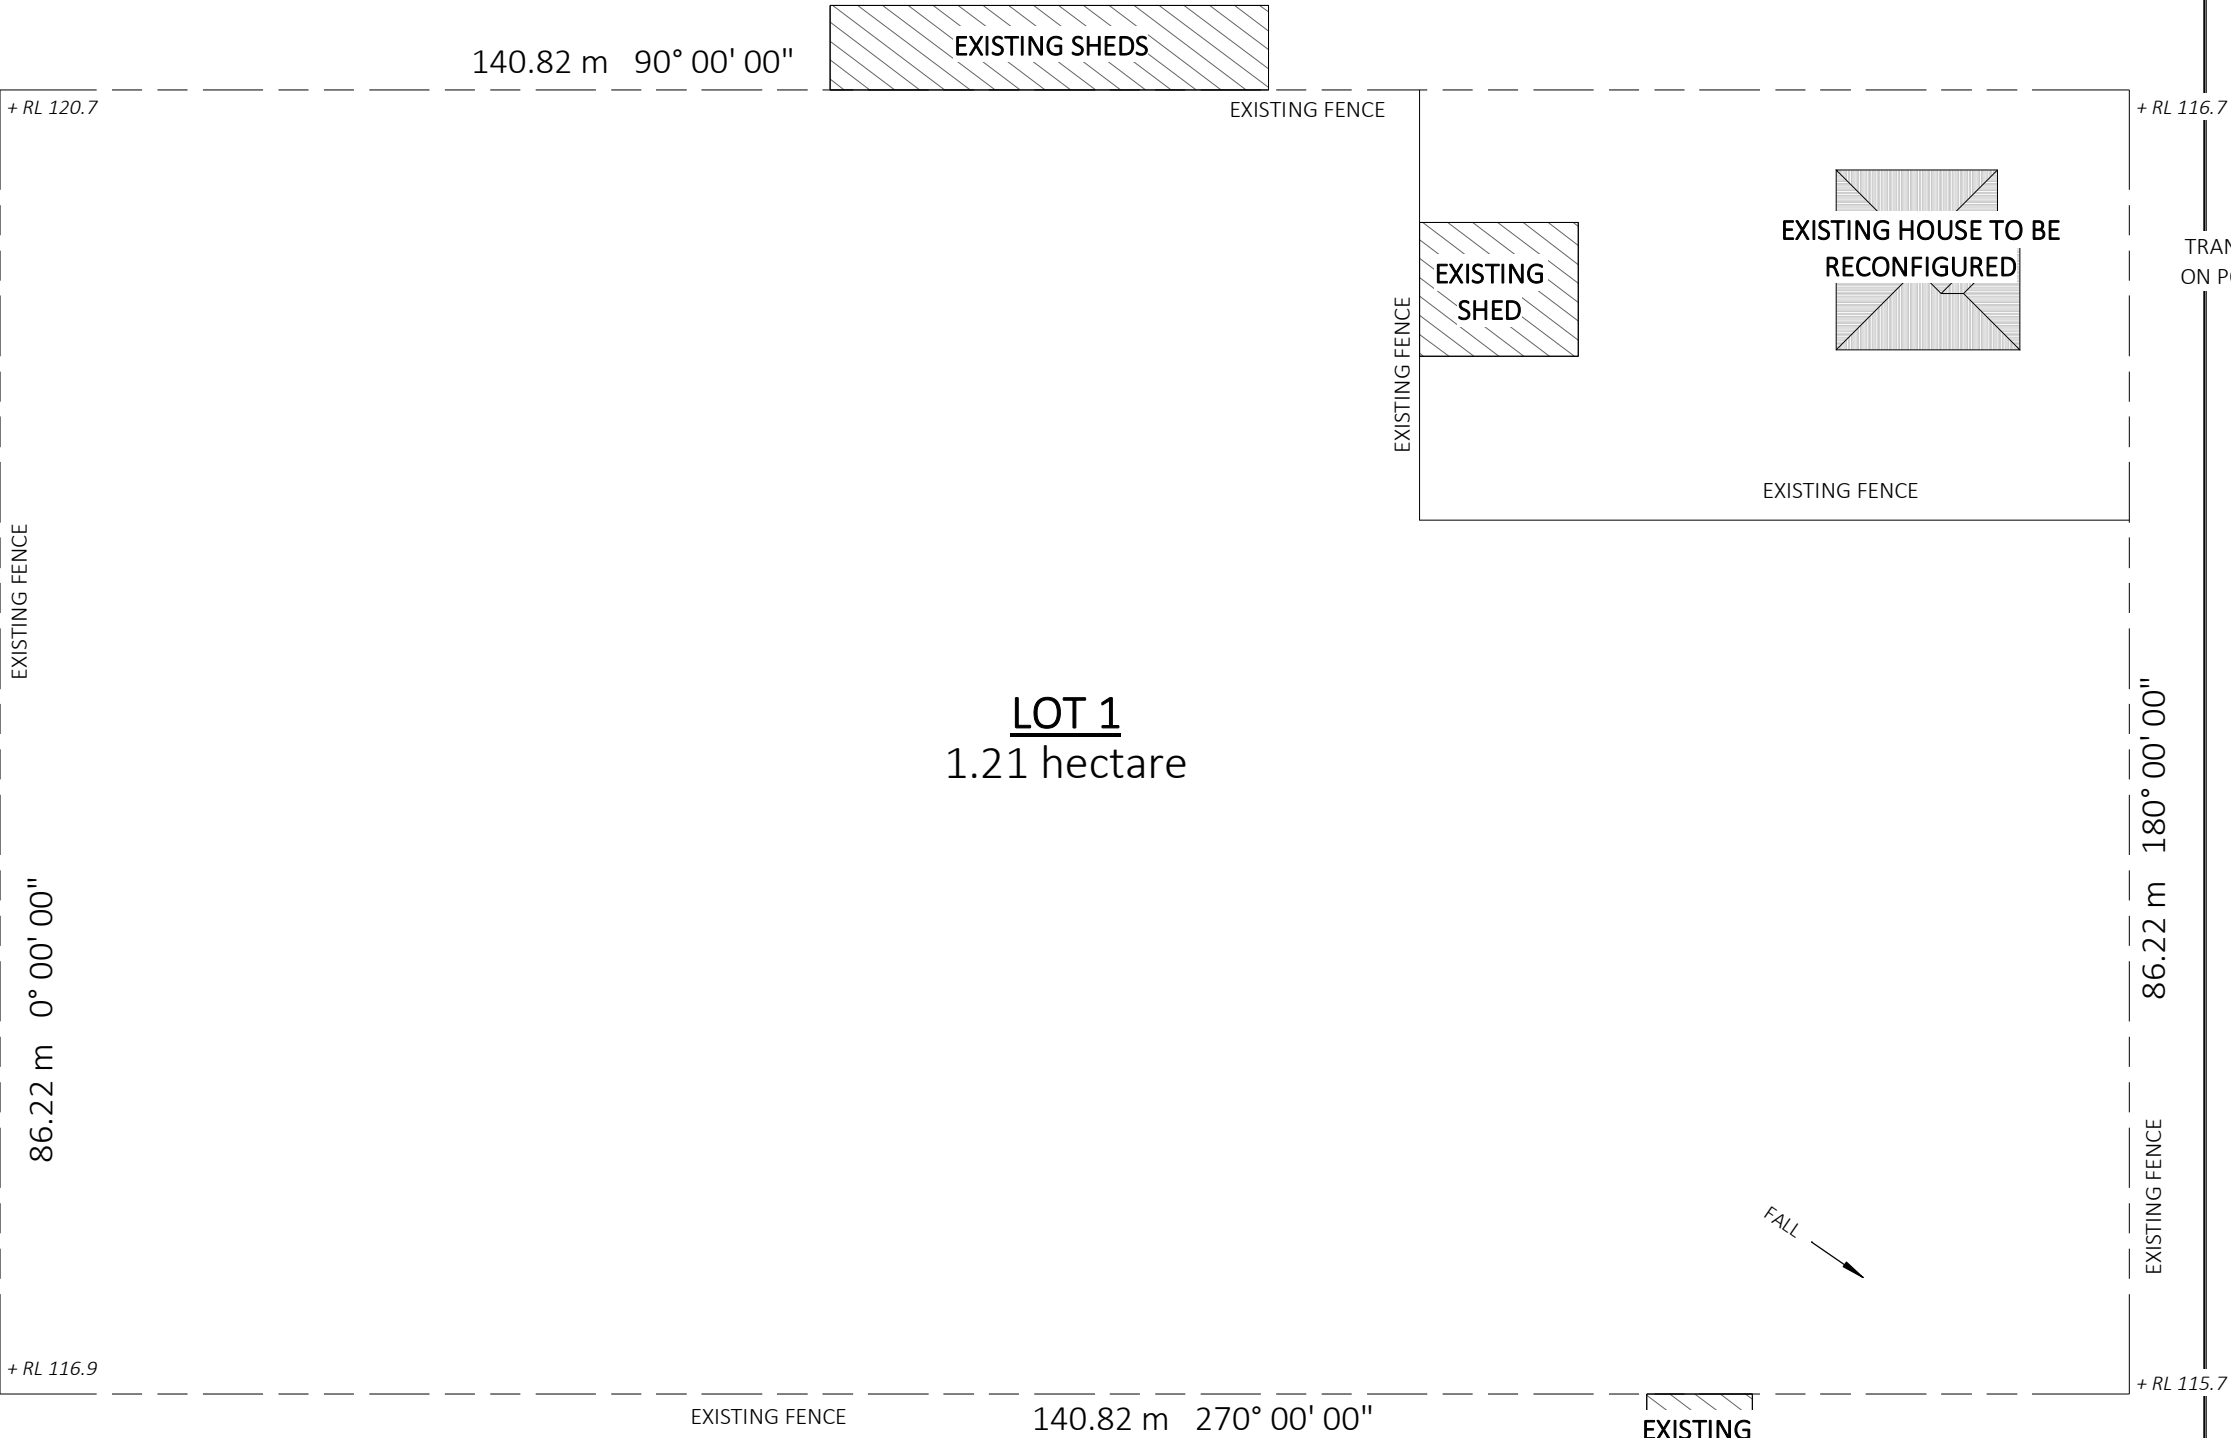 EXISTING SHEDS
140.82 m 90° 00' 00"
+ RL 120.7
EXISTING FENCE
+ RL 116.7
EXISTING HOUSE TO BE
RECONFIGURED
TRAN
ON PO
EXISTING
SHED
EXISTING FENCE
EXISTING FENCE
EXISTING FENCE
LOT 1
1.21 hectare
86.22 m 180° 00' 00"
86.22 m 0° 00' 00"
EXISTING FENCE
FALL
+ RL 116.9
+ RL 115.7
EXISTING FENCE
140.82 m 270° 00' 00"
EXISTING